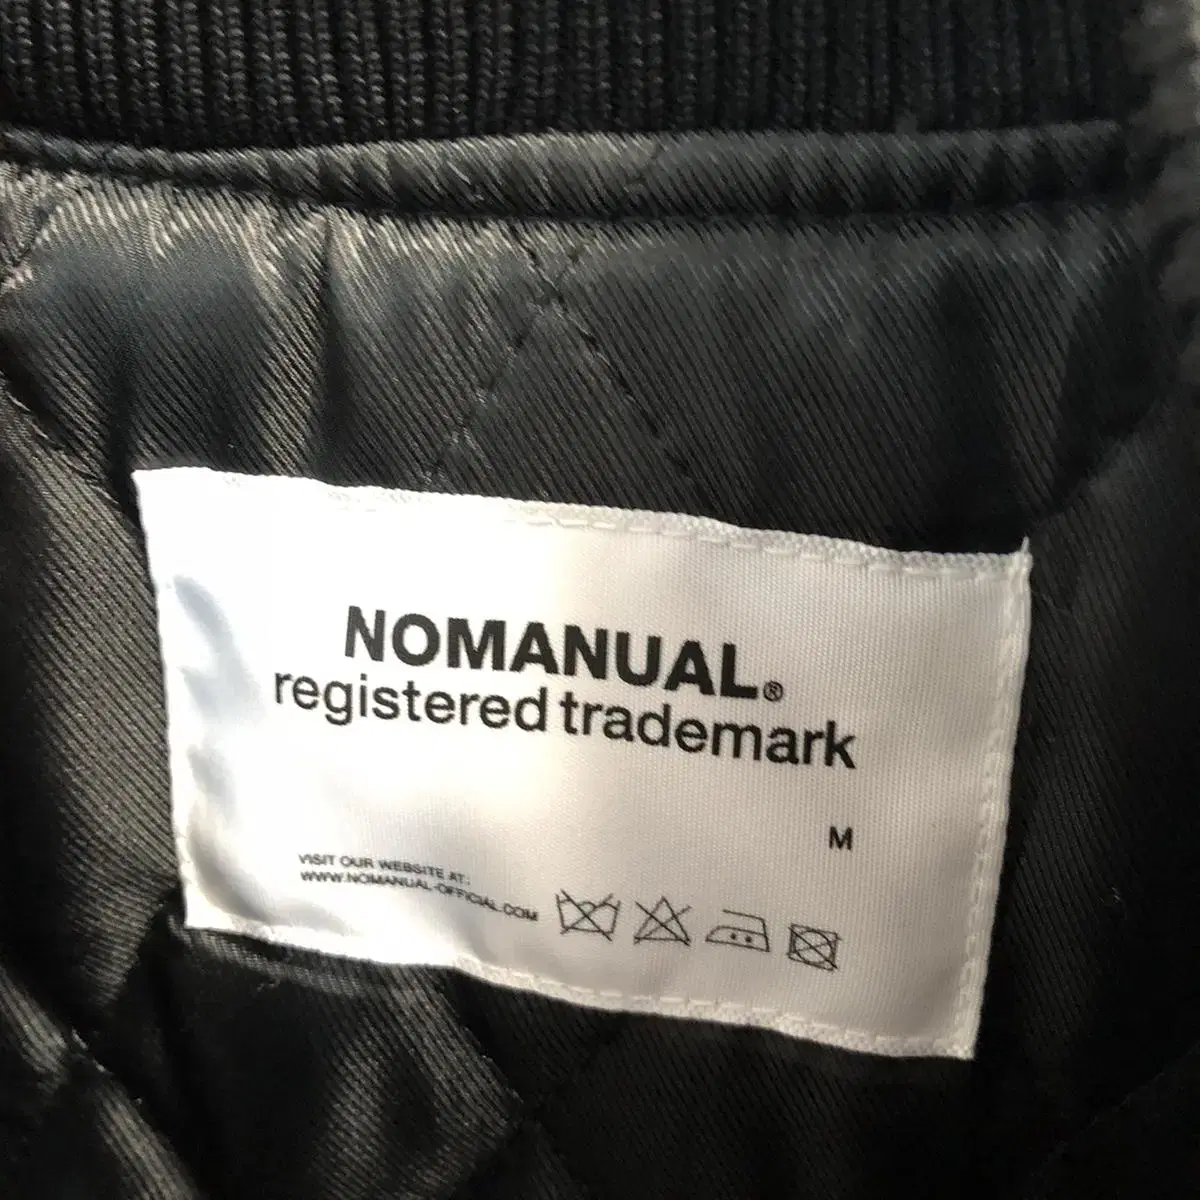 NOMANUAL®
registered trademark
M
VISIT OUR WEBSITE AT:
WWW.NOMANUAL-OFFICIAL.COM